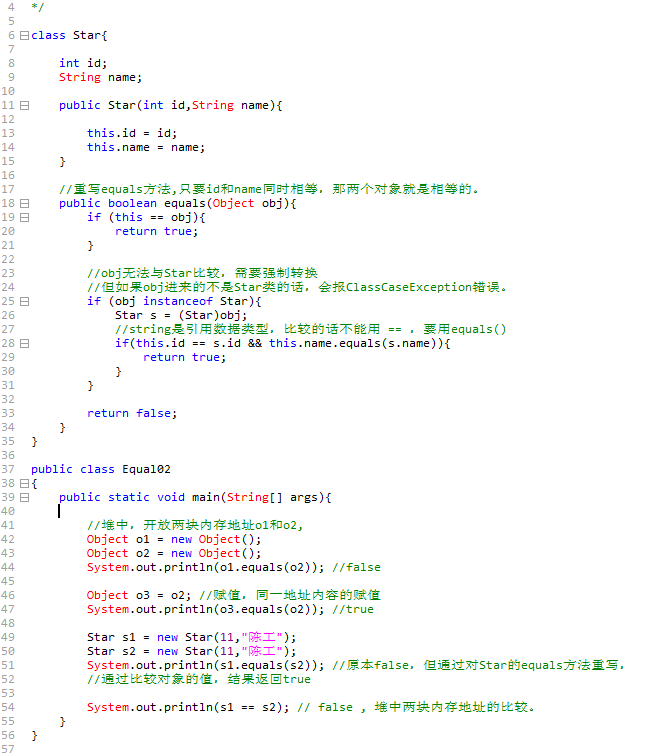 4 */
5
6 class Star{
7
8     int id;
9     String name;
10
11     public Star(int id,String name){
12
13         this.id = id;
14         this.name = name;
15     }
16
17     //重写equals方法,只要id和name同时相等，那两个对象就是相等的。
18     public boolean equals(Object obj){
19         if (this == obj){
20             return true;
21         }
22
23         //obj无法与Star比较，需要强制转换
24         //但如果obj进来的不是Star类的话，会报ClassCaseException错误。
25         if (obj instanceof Star){
26             Star s = (Star)obj;
27             //string是引用数据类型，比较的话不能用 == ，要用equals()
28             if(this.id == s.id && this.name.equals(s.name)){
29                 return true;
30             }
31         }
32
33         return false;
34     }
35 }
36
37 public class Equal02
38 {
39     public static void main(String[] args){
40
41         //堆中，开放两块内存地址o1和o2,
42         Object o1 = new Object();
43         Object o2 = new Object();
44         System.out.println(o1.equals(o2)); //false
45
46         Object o3 = o2; //赋值，同一地址内容的赋值
47         System.out.println(o3.equals(o2)); //true
48
49         Star s1 = new Star(11,"陈工");
50         Star s2 = new Star(11,"陈工");
51         System.out.println(s1.equals(s2)); //原本false，但通过对Star的equals方法重写，
52         //通过比较对象的值，结果返回true
53
54         System.out.println(s1 == s2); // false , 堆中两块内存地址的比较。
55     }
56 }
57